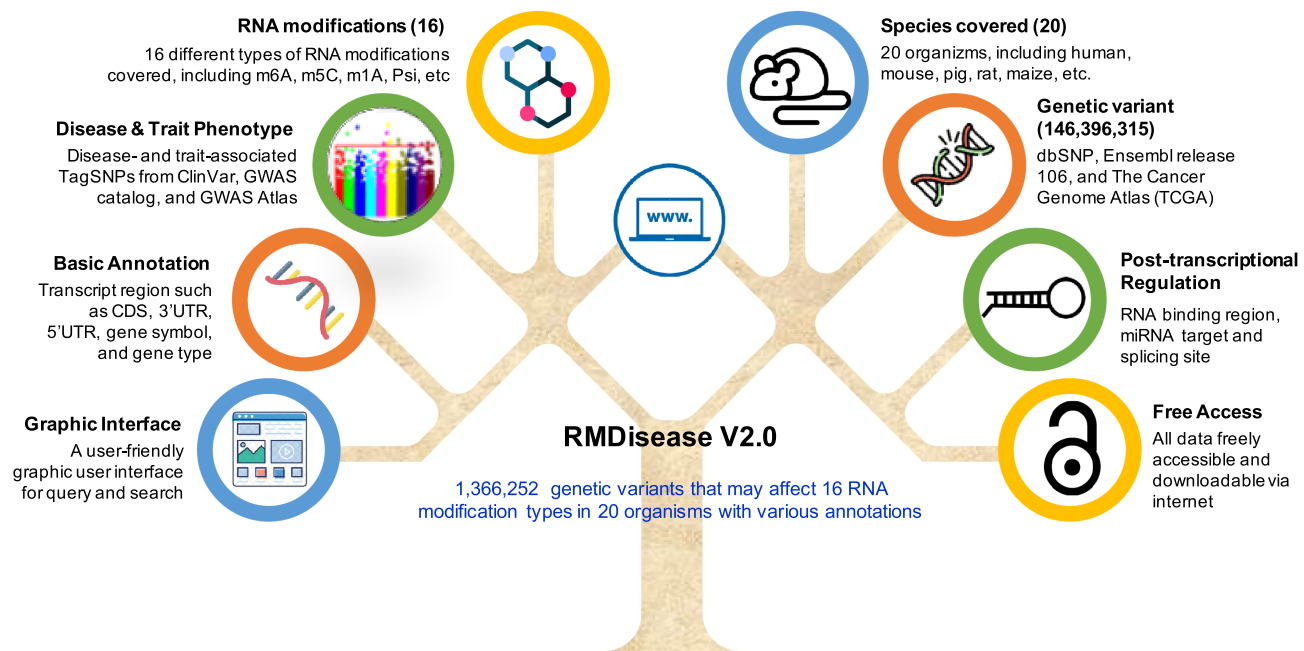 RNA modifications (16)
16 different types of RNA modifications
covered, including m6A, m5C, m1A, Psi, etc
Disease & Trait Phenotype
Disease- and trait-associated
TagSNPs from ClinVar, GWAS
catalog, and GWAS Atlas
Basic Annotation
Transcript region such
as CDS, 3’UTR,
5’UTR, gene symbol,
and gene type
Graphic Interface
A user-friendly
graphic user interface
for query and search
www.
Species covered (20)
20 organizms, including human,
mouse, pig, rat, maize, etc.
Genetic variant
(146,396,315)
dbSNP, Ensembl release
106, and The Cancer
Genome Atlas (TCGA)
Post-transcriptional
Regulation
RNA binding region,
miRNA target and
splicing site
Free Access
All data freely
accessible and
downloadable via
internet
RMDisease V2.0
1,366,252 genetic variants that may affect 16 RNA
modification types in 20 organisms with various annotations